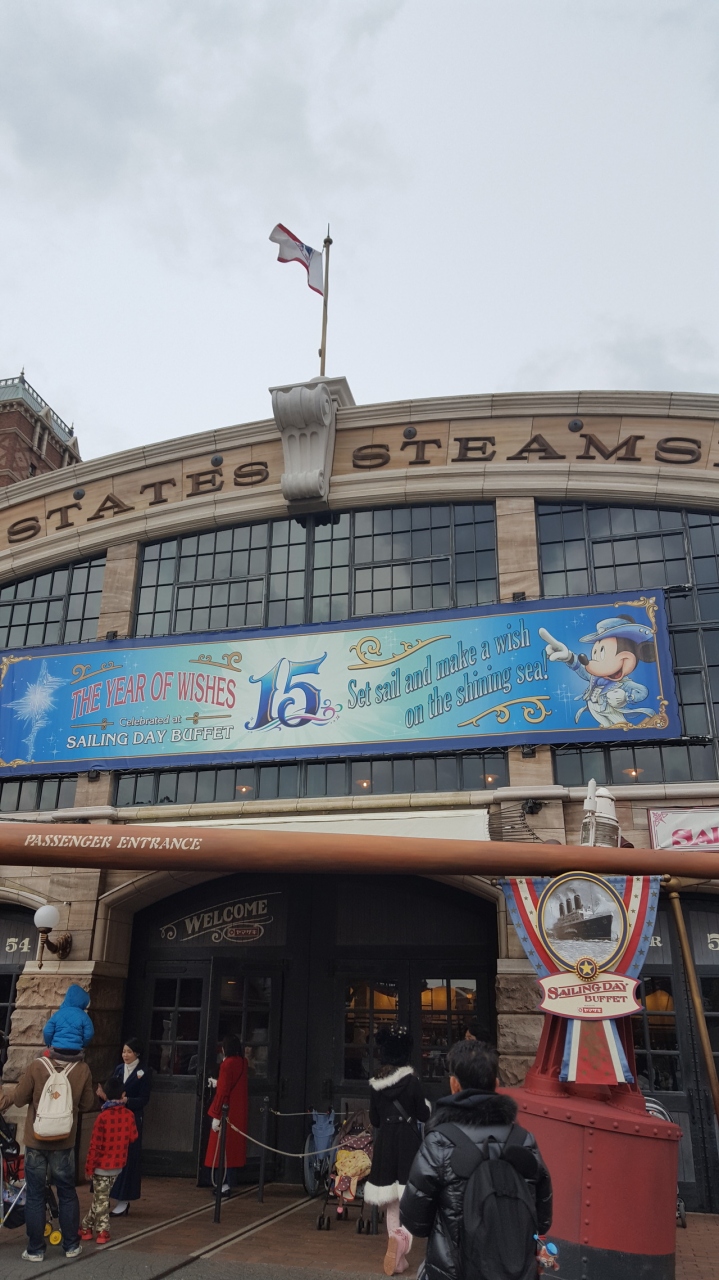 STATES STEAMS
THE YEAR OF WISHES
Celebrated at
SAILING DAY BUFFET
15
Set sail and make a wish
on the shining sea!
PASSENGER ENTRANCE
WELCOME
54
SAILING DAY
BUFFET